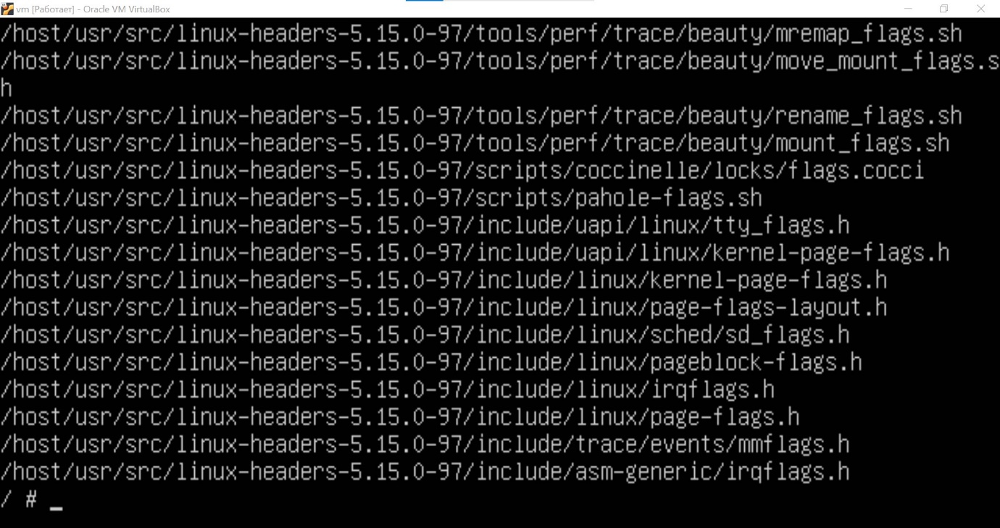 vm [Работает] - Oracle VM VirtualBox
/host/usr/src/linux-headers-5.15.0-97/tools/perf/trace/beauty/mremap_flags.sh
/host/usr/src/linux-headers-5.15.0-97/tools/perf/trace/beauty/move_mount_flags.s
h
/host/usr/src/linux-headers-5.15.0-97/tools/perf/trace/beauty/rename_flags.sh
/host/usr/src/linux-headers-5.15.0-97/tools/perf/trace/beauty/mount_flags.sh
/host/usr/src/linux-headers-5.15.0-97/scripts/coccinelle/locks/flags.cocci
/host/usr/src/linux-headers-5.15.0-97/scripts/pahole-flags.sh
/host/usr/src/linux-headers-5.15.0-97/include/uapi/linux/tty_flags.h
/host/usr/src/linux-headers-5.15.0-97/include/uapi/linux/kernel-page-flags.h
/host/usr/src/linux-headers-5.15.0-97/include/linux/kernel-page-flags.h
/host/usr/src/linux-headers-5.15.0-97/include/linux/page-flags-layout.h
/host/usr/src/linux-headers-5.15.0-97/include/linux/sched/sd_flags.h
/host/usr/src/linux-headers-5.15.0-97/include/linux/pageblock-flags.h
/host/usr/src/linux-headers-5.15.0-97/include/linux/irqflags.h
/host/usr/src/linux-headers-5.15.0-97/include/linux/page-flags.h
/host/usr/src/linux-headers-5.15.0-97/include/trace/events/mmflags.h
/host/usr/src/linux-headers-5.15.0-97/include/asm-generic/irqflags.h
/ # _